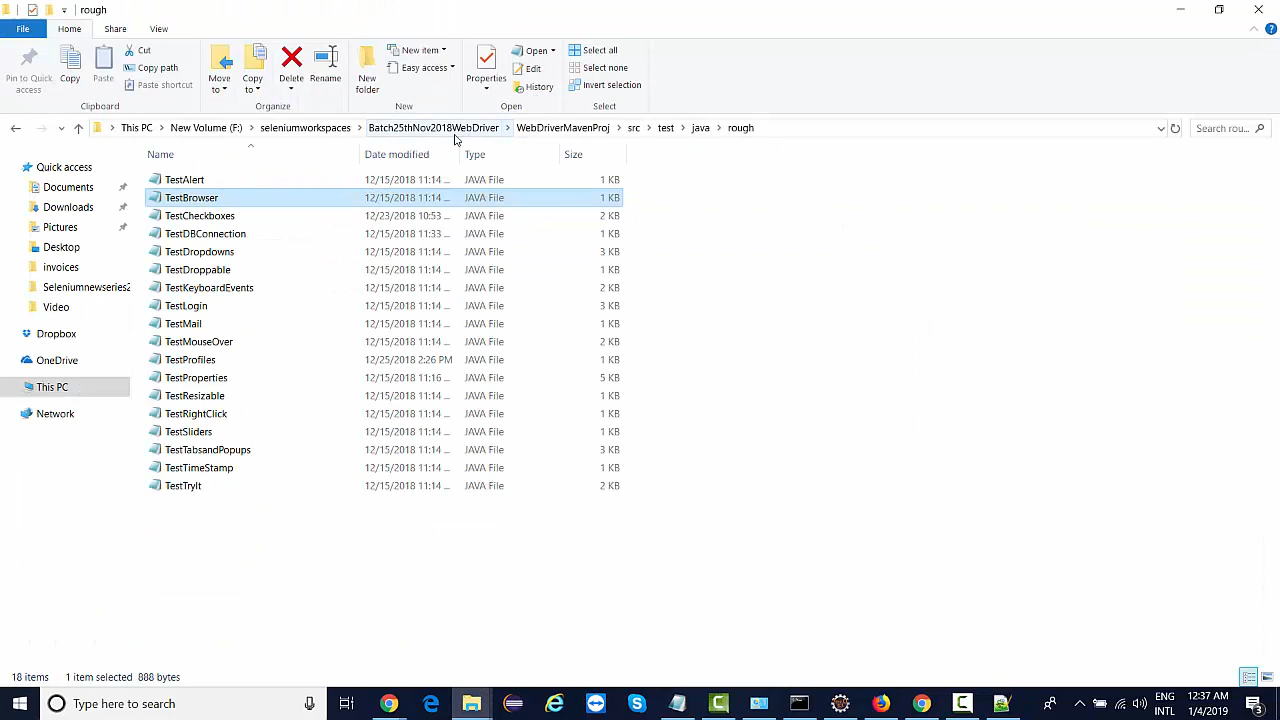 rough
File Home Share View
Pin to Quick access
Copy
Paste
Cut
Copy path
Paste shortcut
Clipboard
Move to
Copy to
Delete
Rename
Organize
New folder
New item
Easy access
New
Properties
Open
Edit
History
Open
Select all
Select none
Invert selection
Select
This PC New Volume (F:) seleniumworkspaces Batch25thNov2018WebDriver WebDriverMavenProj src test java rough
Search rou...
Name Date modified Type Size
Quick access
Documents
Downloads
Pictures
Desktop
invoices
Seleniumnewseries2
Video
Dropbox
OneDrive
This PC
Network
TestAlert 12/15/2018 11:14 ... JAVA File 1 KB
TestBrowser 12/15/2018 11:14 ... JAVA File 1 KB
TestCheckboxes 12/23/2018 10:53 ... JAVA File 2 KB
TestDBConnection 12/15/2018 11:33 ... JAVA File 1 KB
TestDropdowns 12/15/2018 11:14 ... JAVA File 3 KB
TestDroppable 12/15/2018 11:14 ... JAVA File 1 KB
TestKeyboardEvents 12/15/2018 11:14 ... JAVA File 2 KB
TestLogin 12/15/2018 11:14 ... JAVA File 3 KB
TestMail 12/15/2018 11:14 ... JAVA File 1 KB
TestMouseOver 12/15/2018 11:14 ... JAVA File 2 KB
TestProfiles 12/25/2018 2:26 PM JAVA File 1 KB
TestProperties 12/15/2018 11:16 ... JAVA File 5 KB
TestResizable 12/15/2018 11:14 ... JAVA File 1 KB
TestRightClick 12/15/2018 11:14 ... JAVA File 1 KB
TestSliders 12/15/2018 11:14 ... JAVA File 1 KB
TestTabsandPopups 12/15/2018 11:14 ... JAVA File 3 KB
TestTimeStamp 12/15/2018 11:14 ... JAVA File 1 KB
TestTryIt 12/15/2018 11:14 ... JAVA File 2 KB
18 items 1 item selected 888 bytes
Type here to search
ENG
INTL
12:37 AM
1/4/2019
3